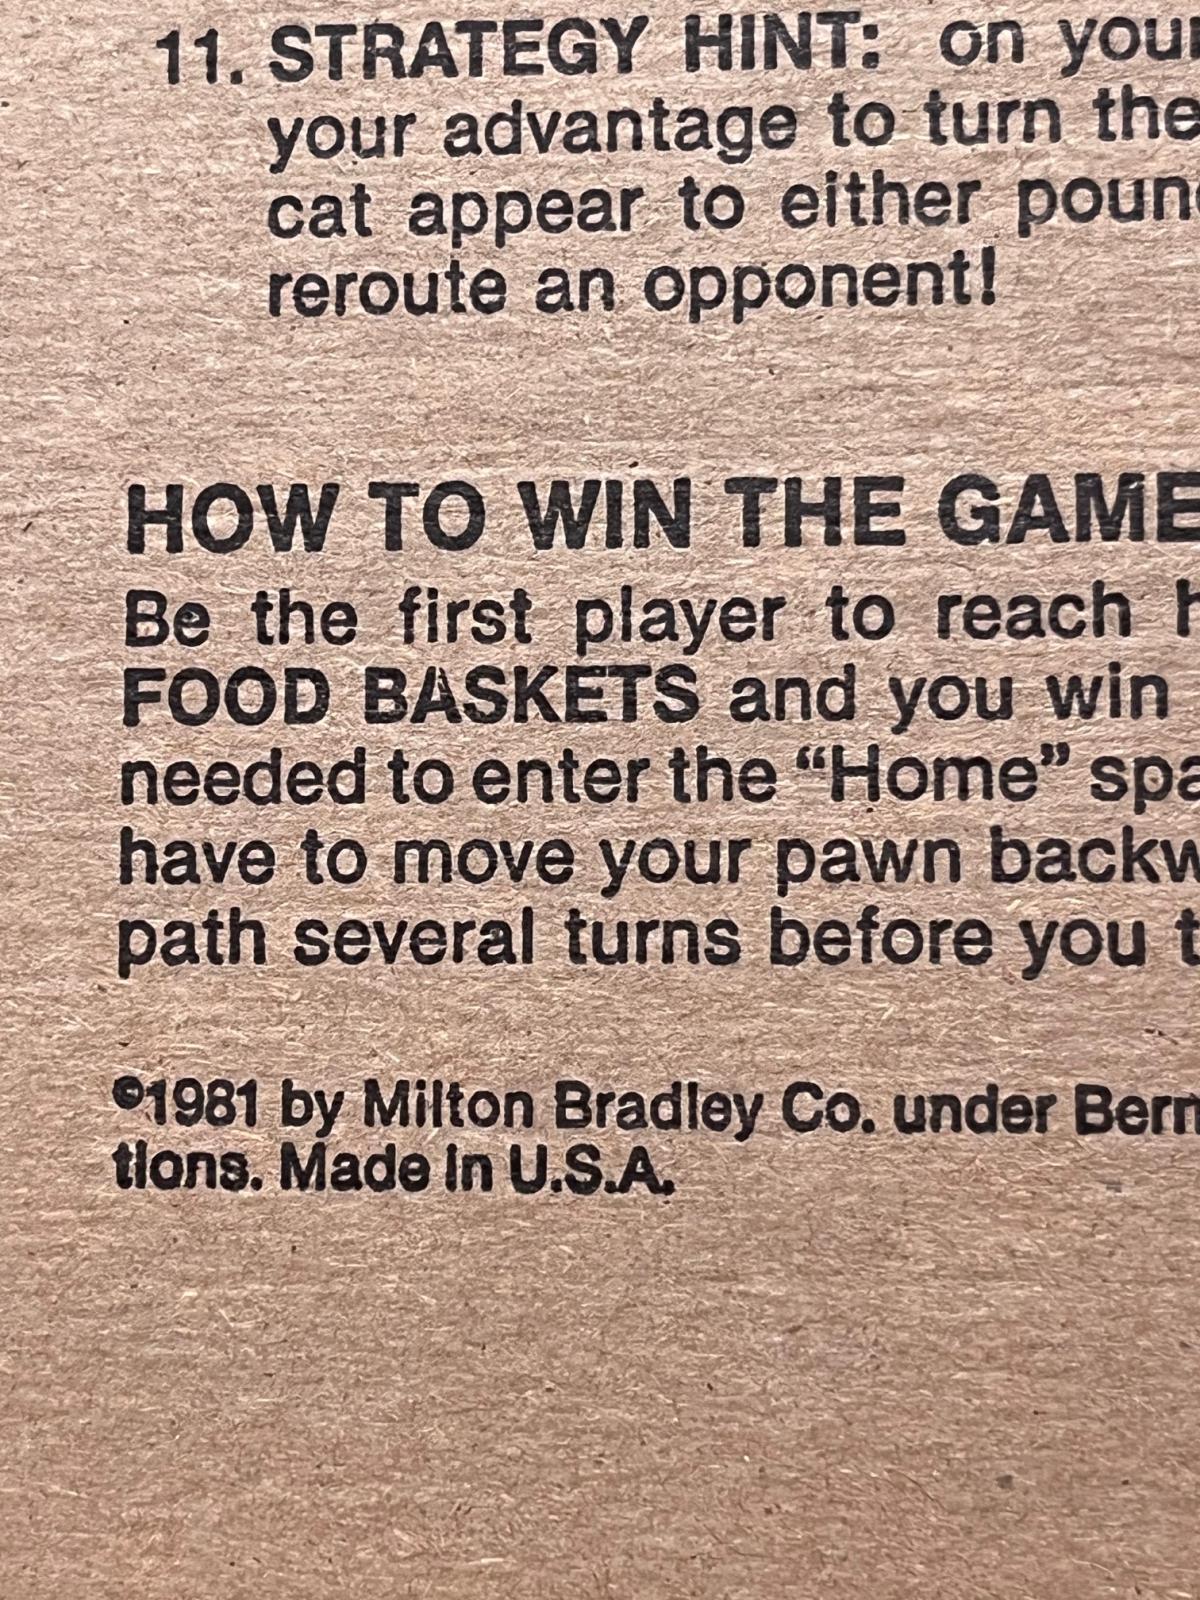 11. STRATEGY HINT: on your
your advantage to turn the
cat appear to either poun
reroute an opponent!
HOW TO WIN THE GAME
Be the first player to reach h
FOOD BASKETS and you win
needed to enter the “Home” spa
have to move your pawn backw
path several turns before you t
©1981 by Milton Bradley Co. under Bern
tions. Made in U.S.A.